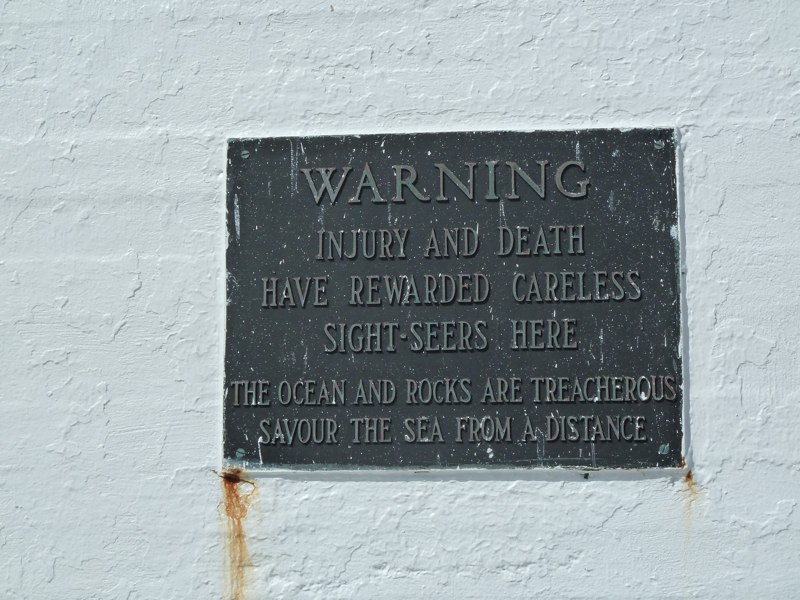 WARNING
INJURY AND DEATH
HAVE REWARDED CARELESS
SIGHT-SEERS HERE
THE OCEAN AND ROCKS ARE TREACHEROUS
SAVOUR THE SEA FROM A DISTANCE